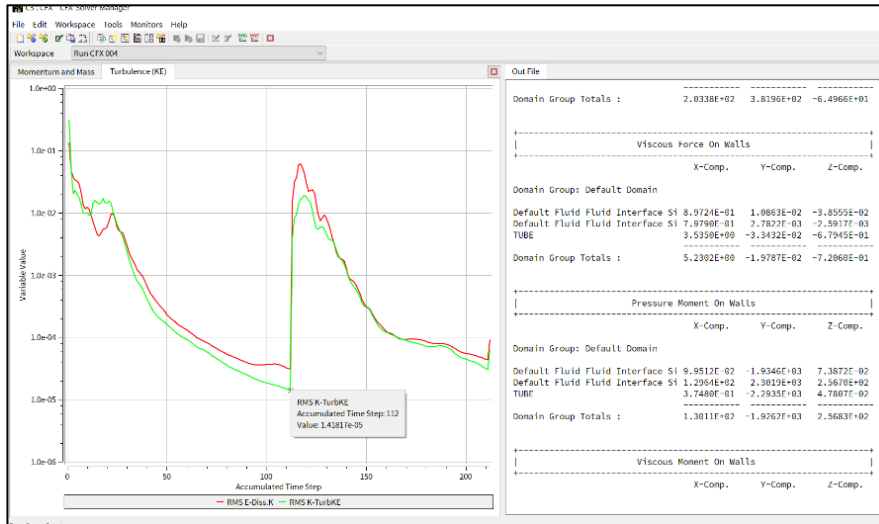 CFX Solver Manager
File Edit Workspace Tools Monitors Help
Workspace Run CFX 004
Momentum and Mass Turbulence (KE)
1.0e+00
1.0e-01
1.0e-02
1.0e-03
1.0e-04
1.0e-05
1.0e-06
Variable Value
0 50 100 150 200
Accumulated Time Step
RMS K-TurbKE
Accumulated Time Step: 112
Value: 1.41817e-05
RMS E-Diss.K RMS K-TurbKE
Out File
Domain Group Totals : 2.0338E+02 3.8196E+02 -6.4966E+01
Viscous Force On Walls
X-Comp. Y-Comp. Z-Comp.
Domain Group: Default Domain
Default Fluid Fluid Interface Si 8.9724E-01 1.0863E-02 -3.8555E-02
Default Fluid Fluid Interface Si 7.9790E-01 2.7822E-03 -2.5917E-03
TUBE 3.5350E+00 -3.3432E-02 -6.7945E-01
Domain Group Totals : 5.2302E+00 -1.9787E-02 -7.2060E-01
Pressure Moment On Walls
X-Comp. Y-Comp. Z-Comp.
Domain Group: Default Domain
Default Fluid Fluid Interface Si 9.9512E-02 -1.9346E+03 7.3872E-02
Default Fluid Fluid Interface Si 1.2964E+02 2.3019E+03 2.5670E+02
TUBE 3.7480E-01 -2.2935E+03 4.7807E-02
Domain Group Totals : 1.3011E+02 -1.9262E+03 2.5683E+02
Viscous Moment On Walls
X-Comp. Y-Comp. Z-Comp.